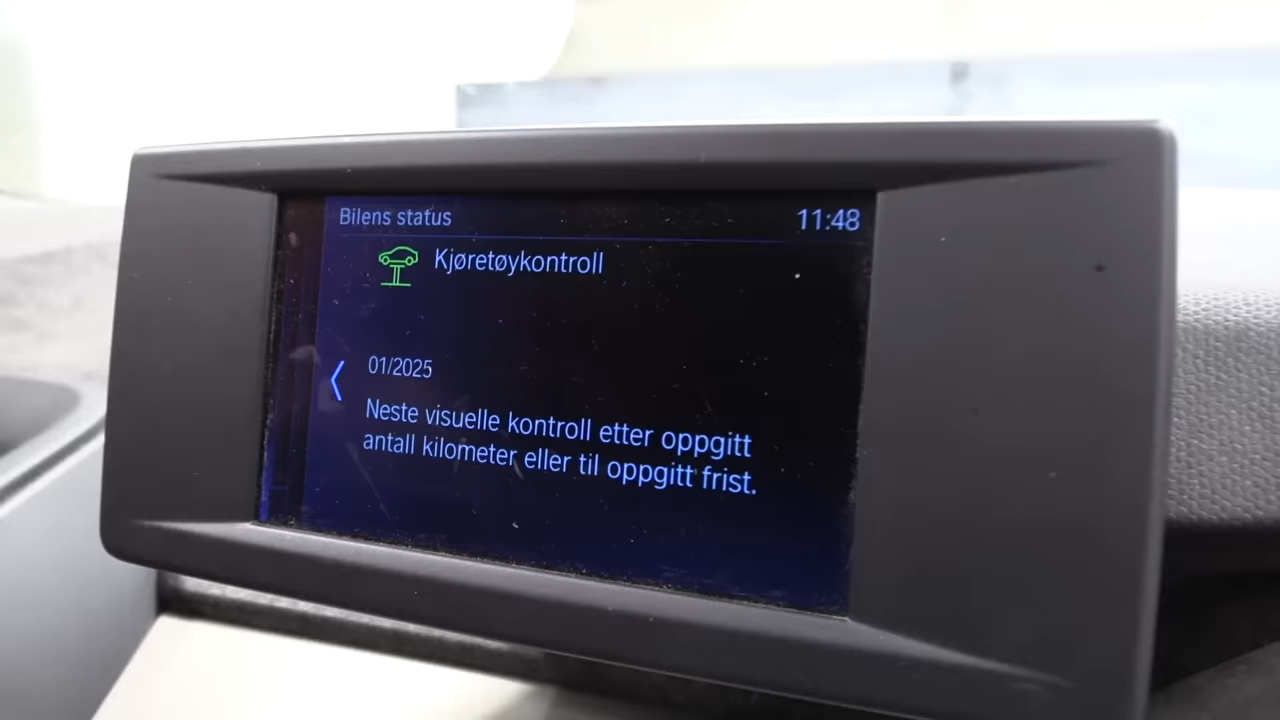 Bilens status
11:48
Kjøretøykontroll
01/2025
Neste visuelle kontroll etter oppgitt
antall kilometer eller til oppgitt frist.